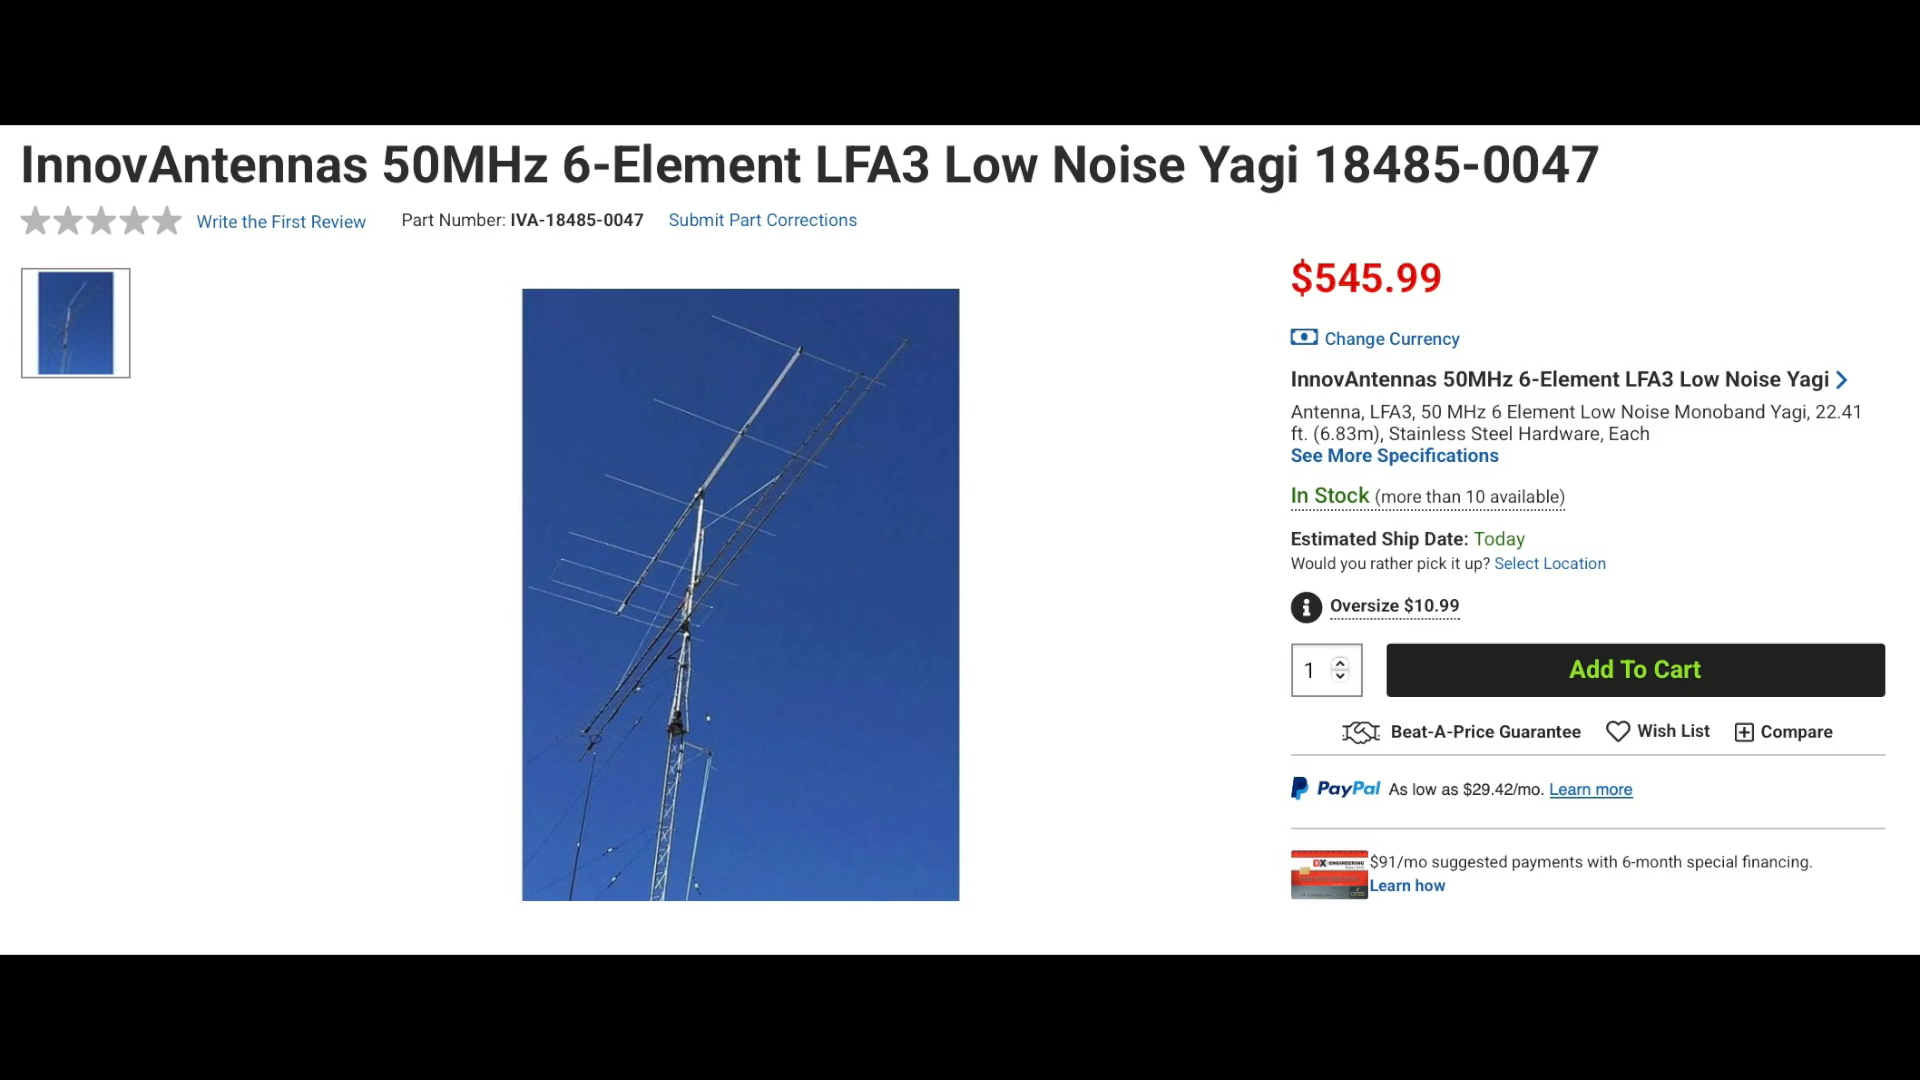 InnovAntennas 50MHz 6-Element LFA3 Low Noise Yagi 18485-0047
Write the First Review Part Number: IVA-18485-0047 Submit Part Corrections
$545.99
Change Currency
InnovAntennas 50MHz 6-Element LFA3 Low Noise Yagi
Antenna, LFA3, 50 MHz 6 Element Low Noise Monoband Yagi, 22.41
ft. (6.83m), Stainless Steel Hardware, Each
See More Specifications
In Stock (more than 10 available)
Estimated Ship Date: Today
Would you rather pick it up? Select Location
Oversize $10.99
1 Add To Cart
Beat-A-Price Guarantee Wish List Compare
PayPal As low as $29.42/mo. Learn more
DX ENGINEERING
$91/mo suggested payments with 6-month special financing.
Learn how